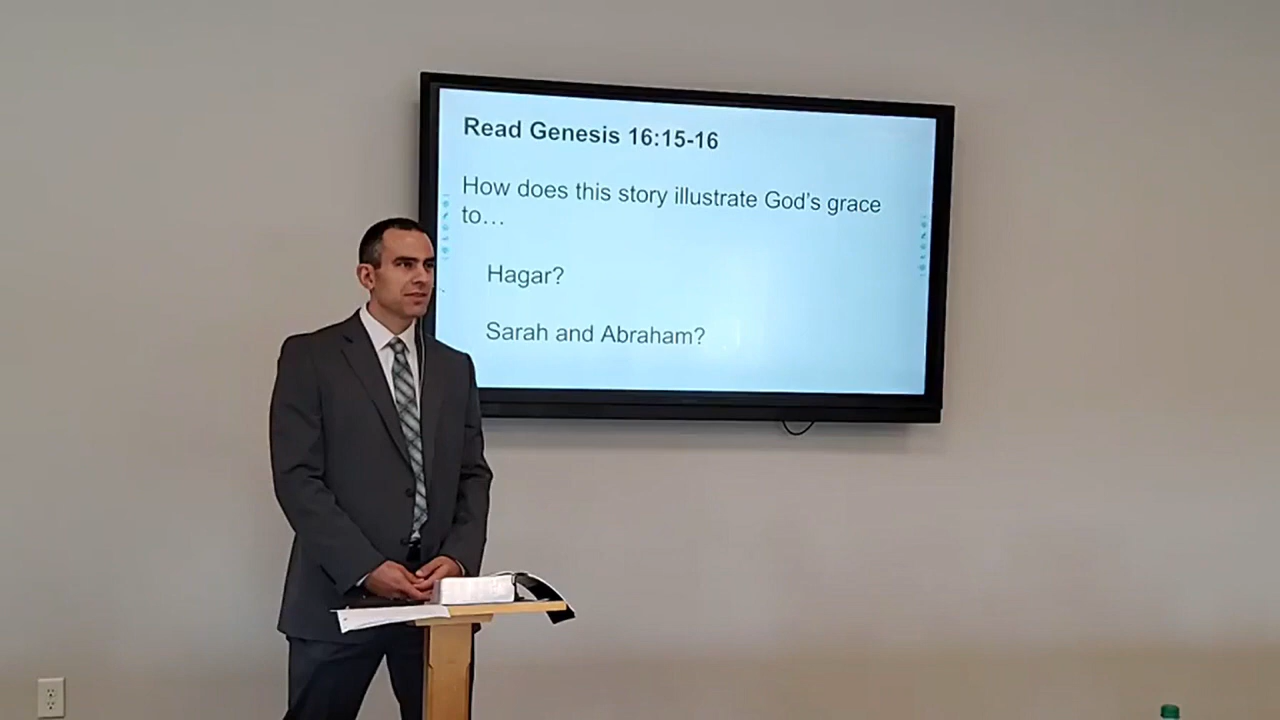 Read Genesis 16:15-16
How does this story illustrate God's grace
to...
Hagar?
Sarah and Abraham?